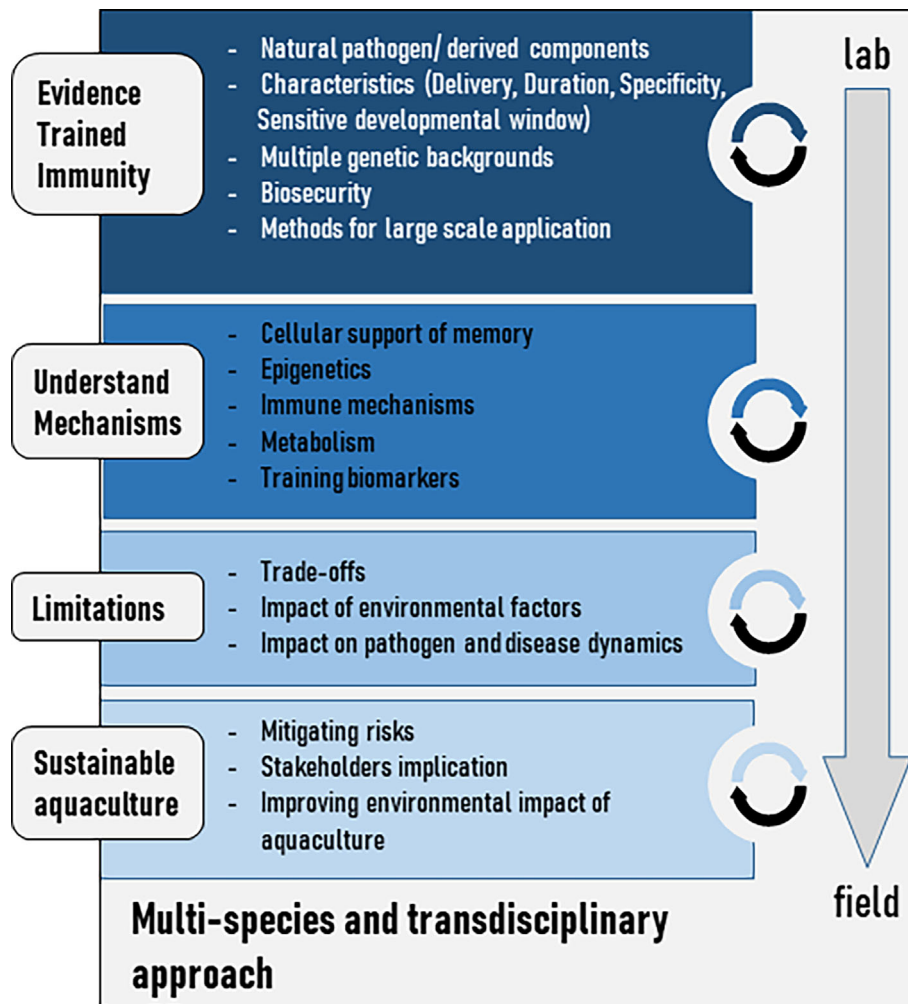 Evidence
Trained
Immunity
- Natural pathogen/ derived components
- Characteristics (Delivery, Duration, Specificity,
Sensitive developmental window)
- Multiple genetic backgrounds
- Biosecurity
- Methods for large scale application
lab
Understand
Mechanisms
- Cellular support of memory
- Epigenetics
- Immune mechanisms
- Metabolism
- Training biomarkers
Limitations
- Trade-offs
- Impact of environmental factors
- Impact on pathogen and disease dynamics
Sustainable
aquaculture
- Mitigating risks
- Stakeholders implication
- Improving environmental impact of
aquaculture
field
Multi-species and transdisciplinary
approach